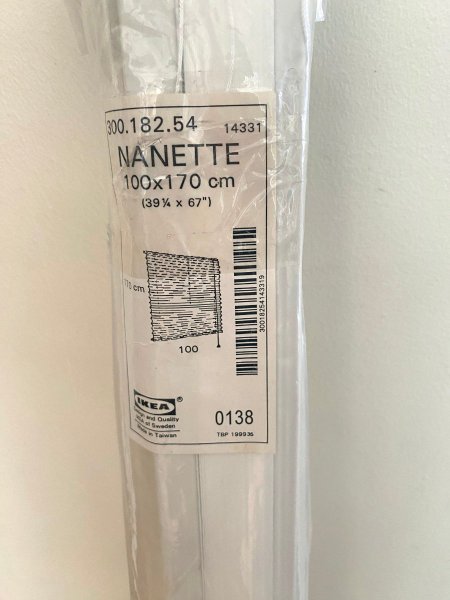 300.182.54 14331
NANETTE
100x170 cm
(39¼ x 67")
170 cm
100
30018254143319
IKEA®
Design and Quality
IKEA of Sweden
Made in Taiwan
0138
TBP 199935